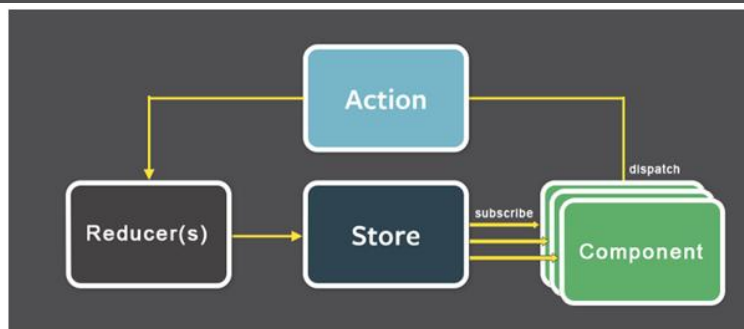 Action
dispatch
Reducer(s)
Store
subscribe
Component